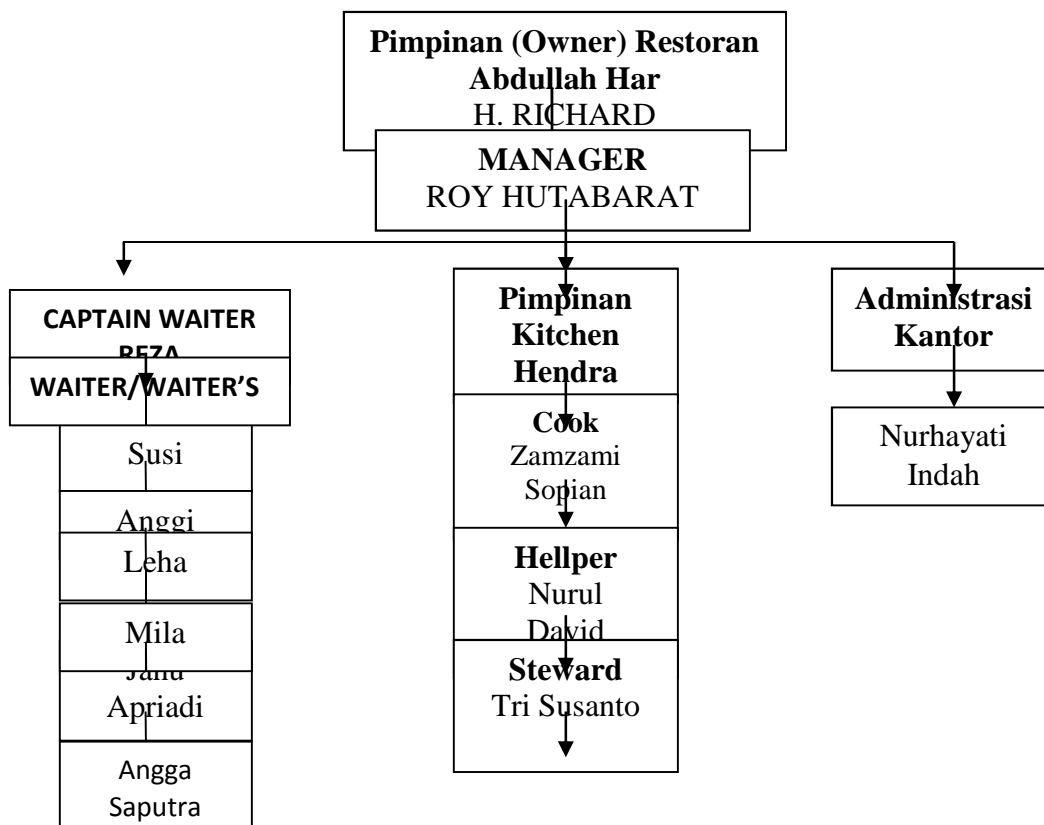 Pimpinan (Owner) Restoran
Abdullah Har
H. RICHARD
MANAGER
ROY HUTABARAT
CAPTAIN WAITER
REZA
WAITER/WAITER’S
Susi
Anggi
Leha
Mila
Apriadi
Angga
Saputra
Pimpinan
Kitchen
Hendra
Cook
Zamzami
Sopian
Hellper
Nurul
David
Steward
Tri Susanto
Administrasi
Kantor
Nurhayati
Indah